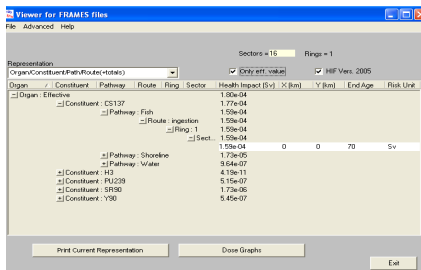 Viewer for FRAMES files
File Advanced Help
Sectors = 16 Rings = 1
Representation
Organ/Constituent/Path/Route(+totals) Only eff. value HIF Vers. 2005
Organ / Constituent Pathway Route Ring Sector Health Impact (Sv) X (km) Y (km) End Age Risk Unit
Organ : Effective 1.80e-04
Constituent : CS137 1.77e-04
Pathway : Fish 1.59e-04
Route : ingestion 1.59e-04
Ring : 1 1.59e-04
Sect... 1.59e-04
1.59e-04 0 0 70 Sv
Pathway : Shoreline 1.73e-05
Pathway : Water 9.64e-07
Constituent : H3 4.19e-11
Constituent : PU239 5.15e-07
Constituent : SR90 1.73e-06
Constituent : Y90 5.45e-07
Print Current Representation Dose Graphs
Exit